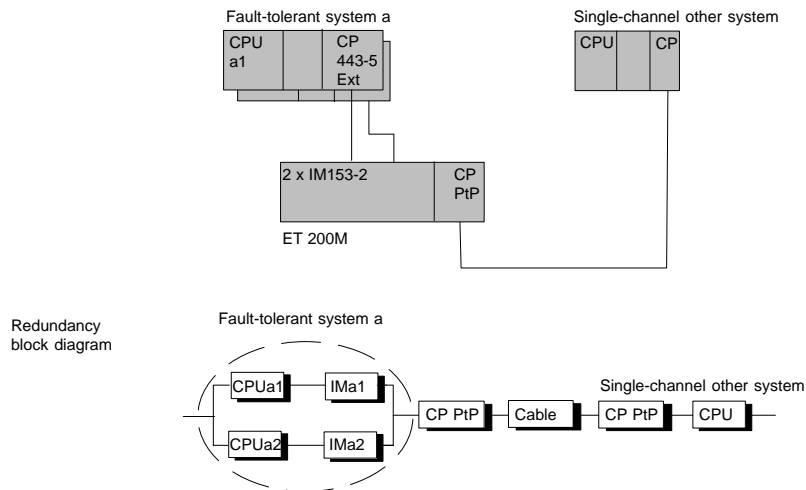 Fault-tolerant system a
Single-channel other system
CPU
a1
CP
443-5
Ext
CPU
CP
2 x IM153-2
CP
PtP
ET 200M
Redundancy
block diagram
Fault-tolerant system a
CPUa1
IMa1
Single-channel other system
CP PtP
Cable
CP PtP
CPU
CPUa2
IMa2